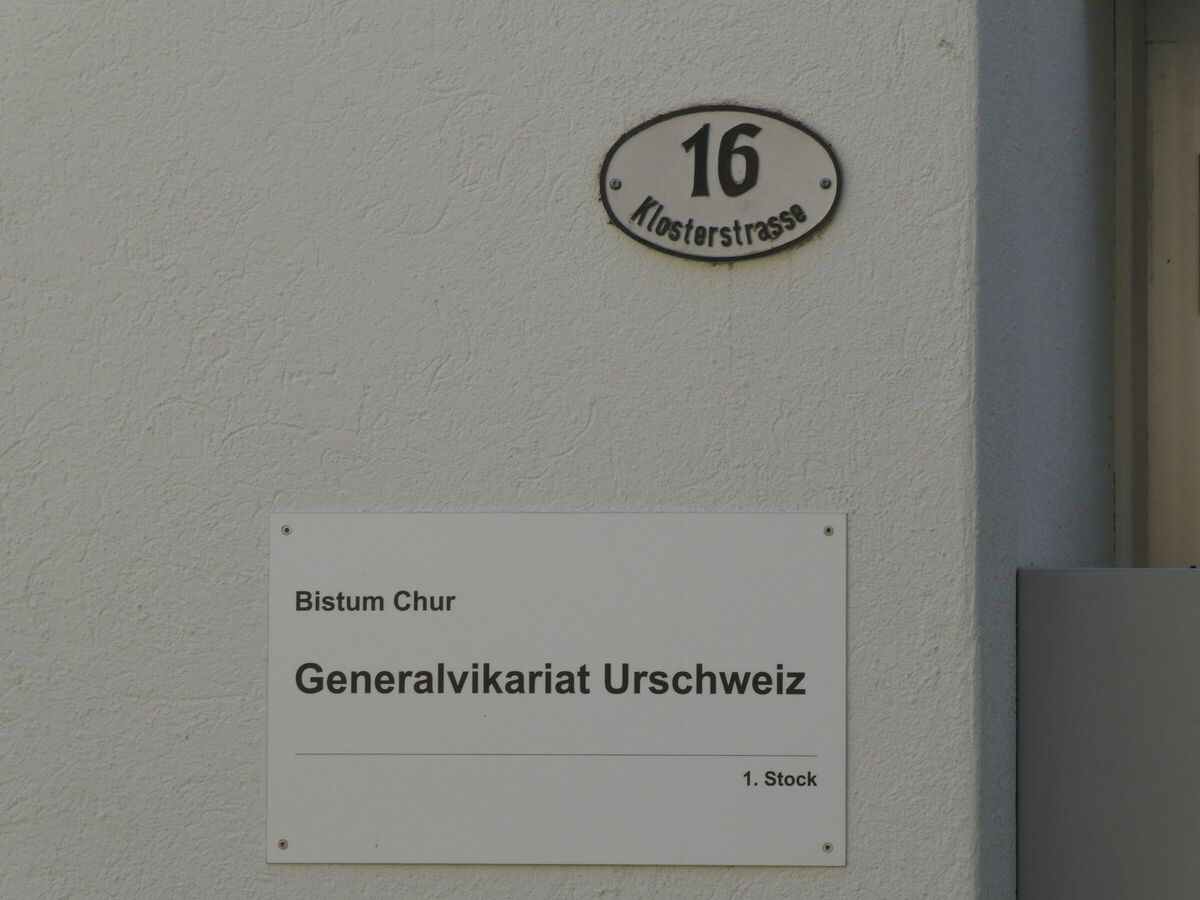 16
Klosterstrasse
Bistum Chur
Generalvikariat Urschweiz
1. Stock